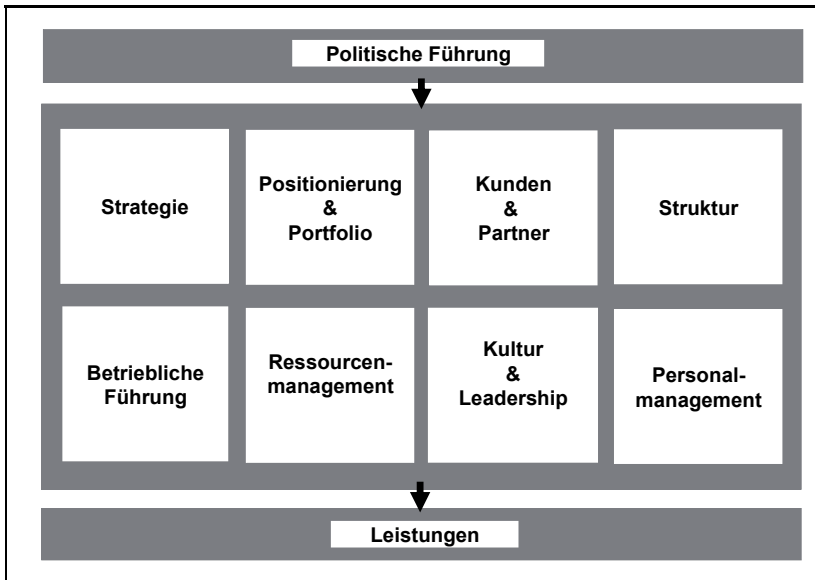 Politische Führung
Strategie
Positionierung
&
Portfolio
Kunden
&
Partner
Struktur
Betriebliche
Führung
Ressourcen-
management
Kultur
&
Leadership
Personal-
management
Leistungen